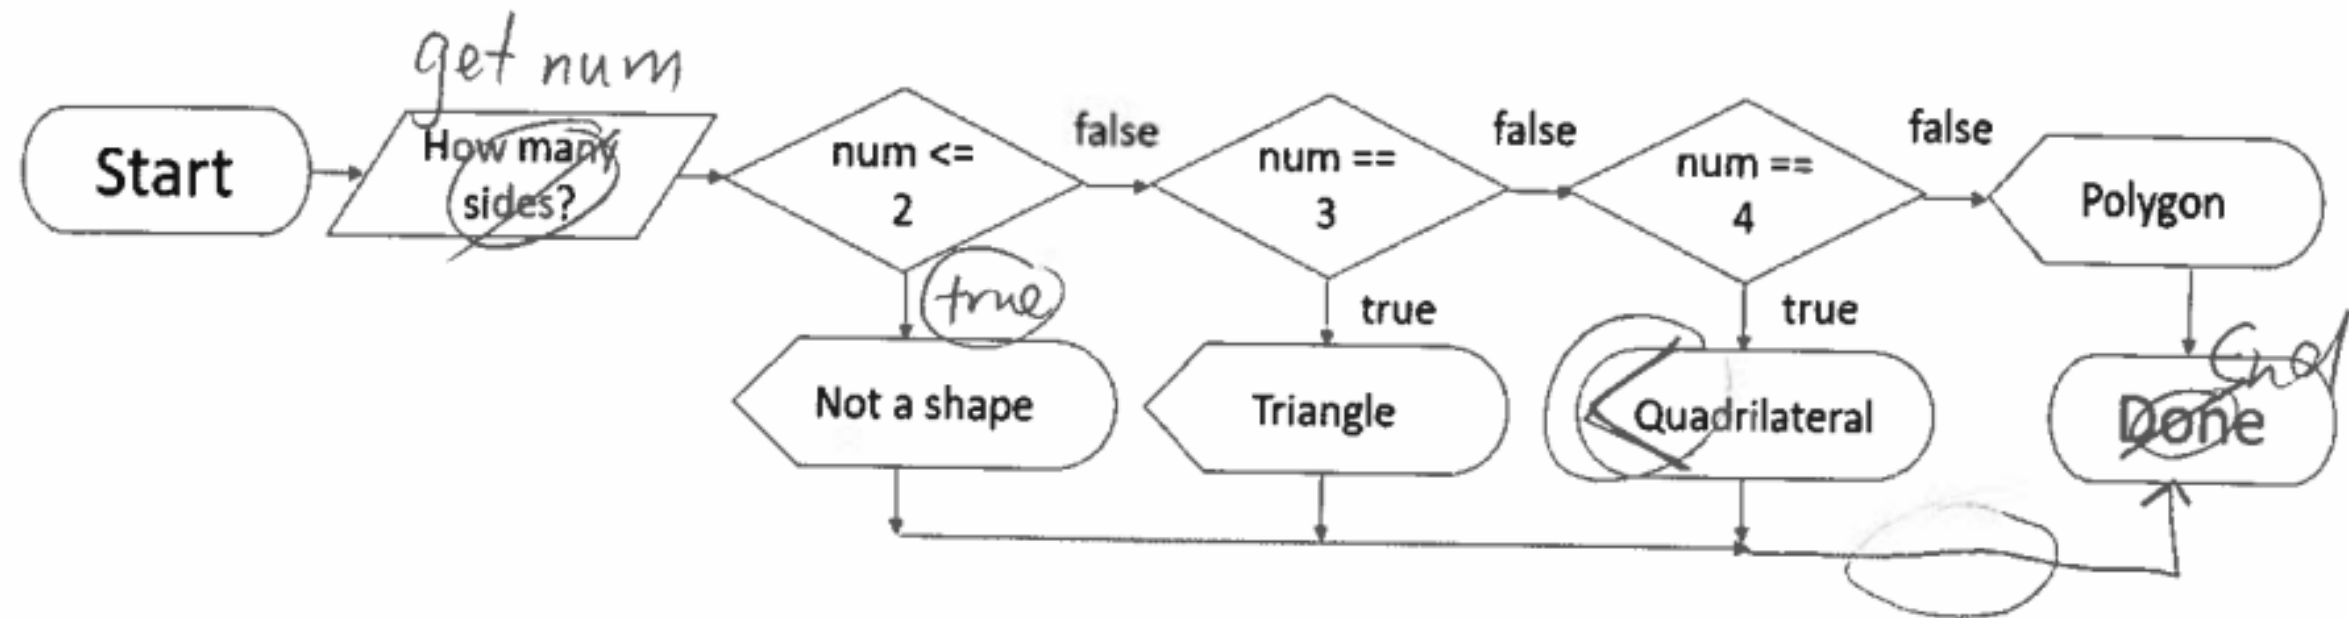 get num
Start
How many
sides?
num <=
2
false
num ==
3
false
num ==
4
false
Polygon
true
true
true
Not a shape
Triangle
Quadrilateral
End
Done